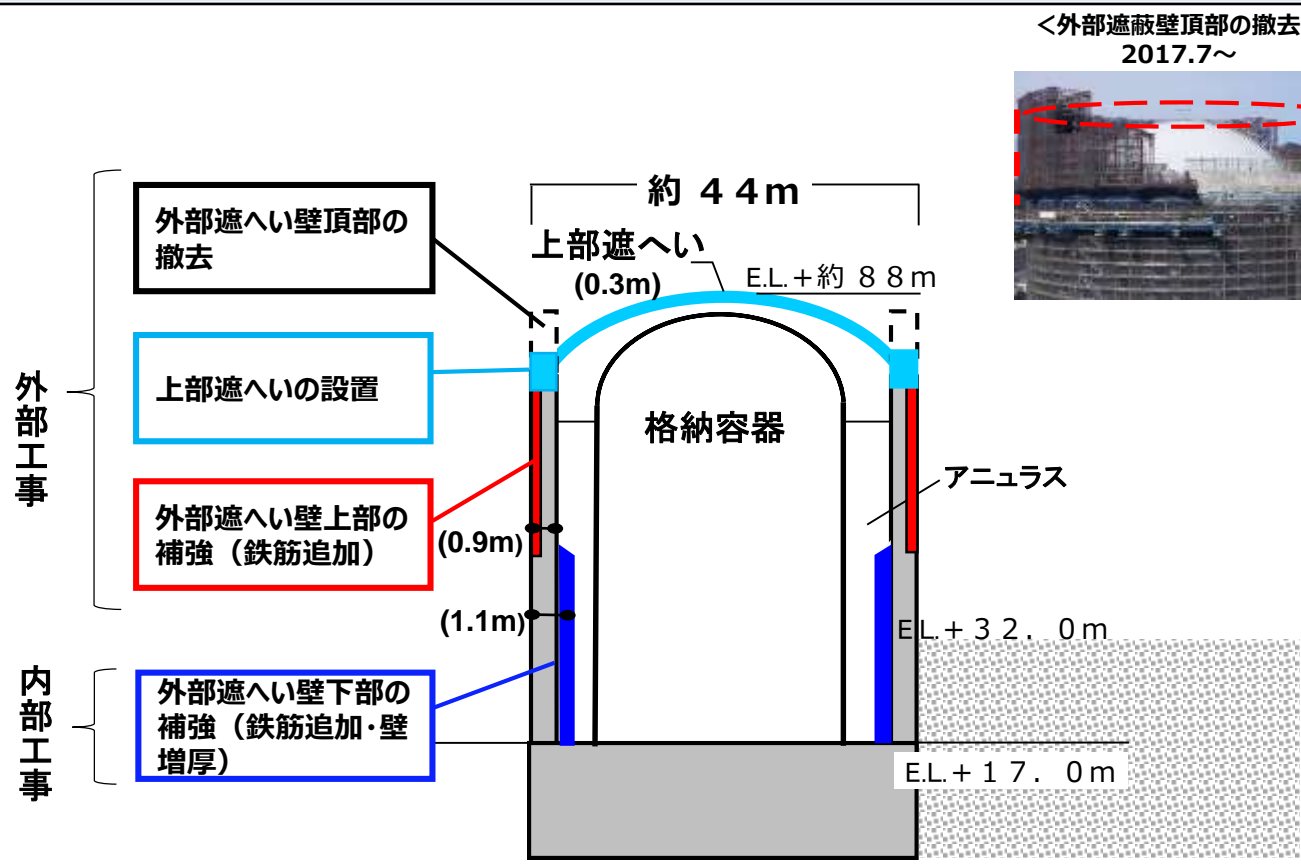 <外部遮蔽壁頂部の撤去
2017.7～
約 ４４m
上部遮へい
(0.3m)
E.L.＋約 ８８ｍ
外部工事
外部遮へい壁頂部の
撤去
上部遮へいの設置
外部遮へい壁上部の
補強（鉄筋追加）
格納容器
アニュラス
(0.9m)
(1.1m)
E.L.＋３２．０ｍ
内部工事
外部遮へい壁下部の
補強（鉄筋追加・壁
増厚）
E.L.＋１７．０ｍ